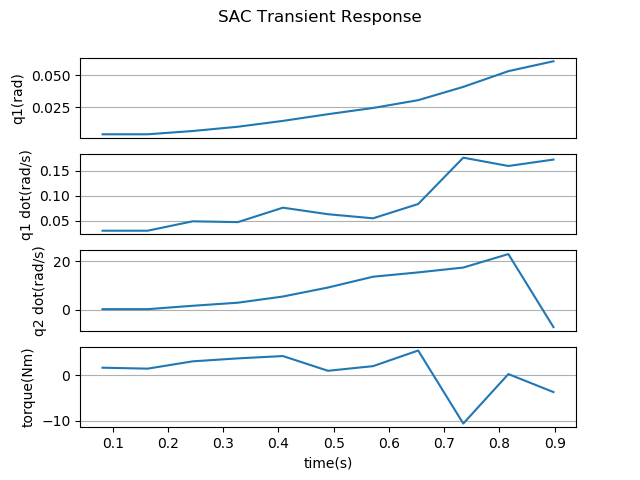 SAC Transient Response
q1(rad)
0.050
0.025
q1 dot(rad/s)
0.15
0.10
0.05
q2 dot(rad/s)
20
0
torque(Nm)
0
−10
0.1 0.2 0.3 0.4 0.5 0.6 0.7 0.8 0.9
time(s)